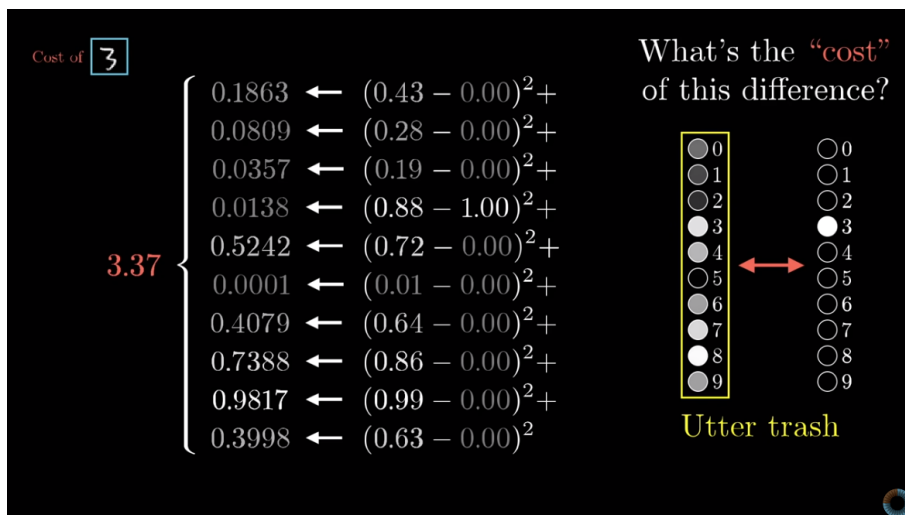 Cost of 3
What's the “cost”
of this difference?
3.37
0.1863 ← (0.43 − 0.00)²+
0.0809 ← (0.28 − 0.00)²+
0.0357 ← (0.19 − 0.00)²+
0.0138 ← (0.88 − 1.00)²+
0.5242 ← (0.72 − 0.00)²+
0.0001 ← (0.01 − 0.00)²+
0.4079 ← (0.64 − 0.00)²+
0.7388 ← (0.86 − 0.00)²+
0.9817 ← (0.99 − 0.00)²+
0.3998 ← (0.63 − 0.00)²
0 0
1 1
2 2
3 3
4 4
5 5
6 6
7 7
8 8
9 9
Utter trash